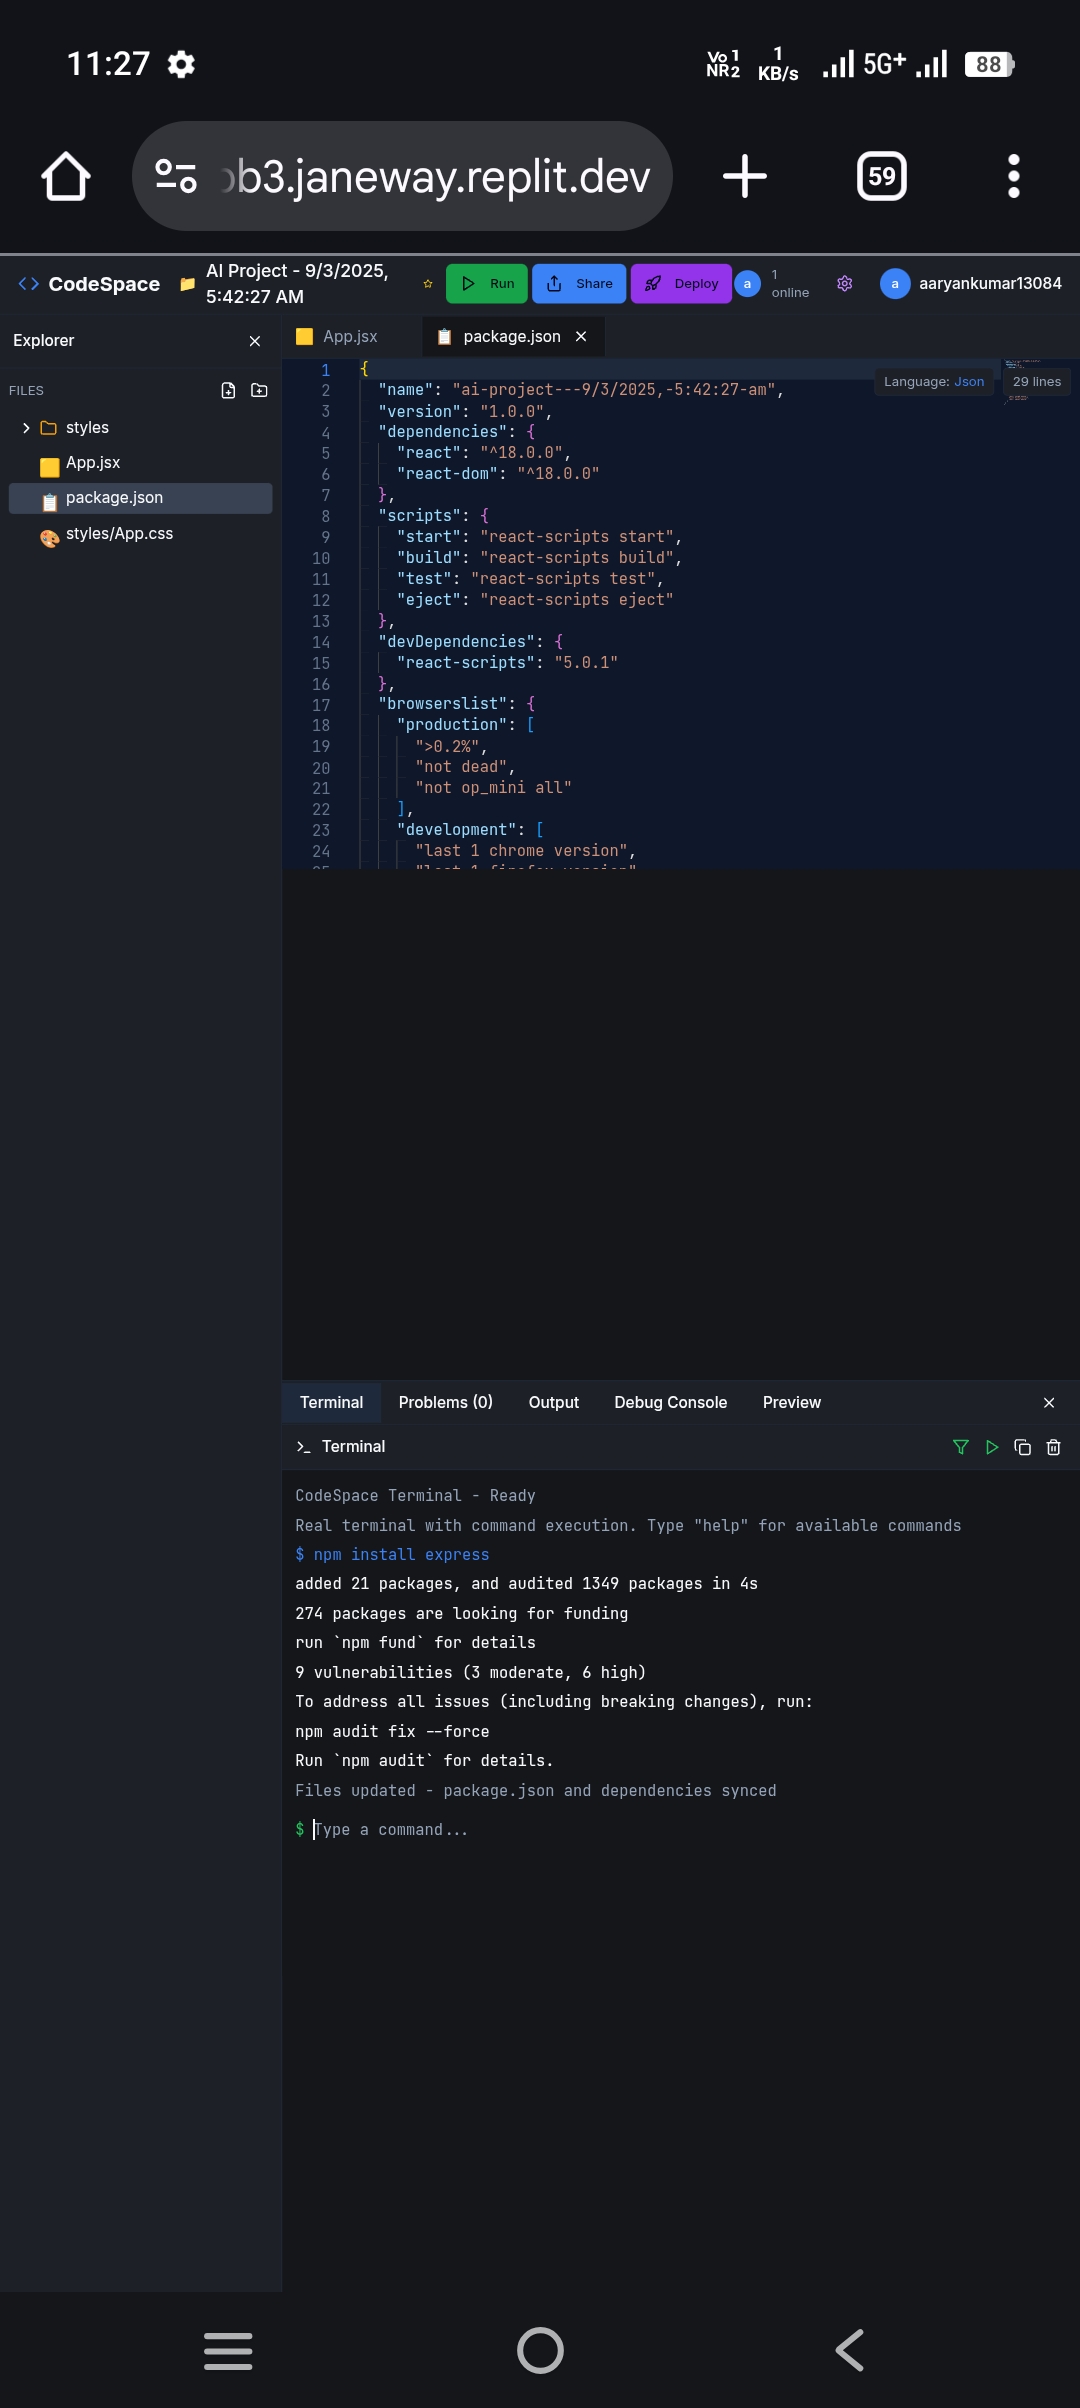 11:27
Vo 1
NR2
1
KB/s
5G+
88
b3.janeway.replit.dev
59
CodeSpace
AI Project - 9/3/2025,
5:42:27 AM
Run
Share
Deploy
a
1
online
a
aaryankumar13084
Explorer
FILES
styles
App.jsx
package.json
styles/App.css
App.jsx
package.json
Language: Json
29 lines
1 {
2 "name": "ai-project---9/3/2025,-5:42:27-am",
3 "version": "1.0.0",
4 "dependencies": {
5 "react": "^18.0.0",
6 "react-dom": "^18.0.0"
7 },
8 "scripts": {
9 "start": "react-scripts start",
10 "build": "react-scripts build",
11 "test": "react-scripts test",
12 "eject": "react-scripts eject"
13 },
14 "devDependencies": {
15 "react-scripts": "5.0.1"
16 },
17 "browserslist": {
18 "production": [
19 ">0.2%",
20 "not dead",
21 "not op_mini all"
22 ],
23 "development": [
24 "last 1 chrome version",
25 "last 1 firefox version"
Terminal
Problems (0)
Output
Debug Console
Preview
Terminal
CodeSpace Terminal - Ready
Real terminal with command execution. Type "help" for available commands
$ npm install express
added 21 packages, and audited 1349 packages in 4s
274 packages are looking for funding
run `npm fund` for details
9 vulnerabilities (3 moderate, 6 high)
To address all issues (including breaking changes), run:
npm audit fix --force
Run `npm audit` for details.
Files updated - package.json and dependencies synced
$ Type a command...